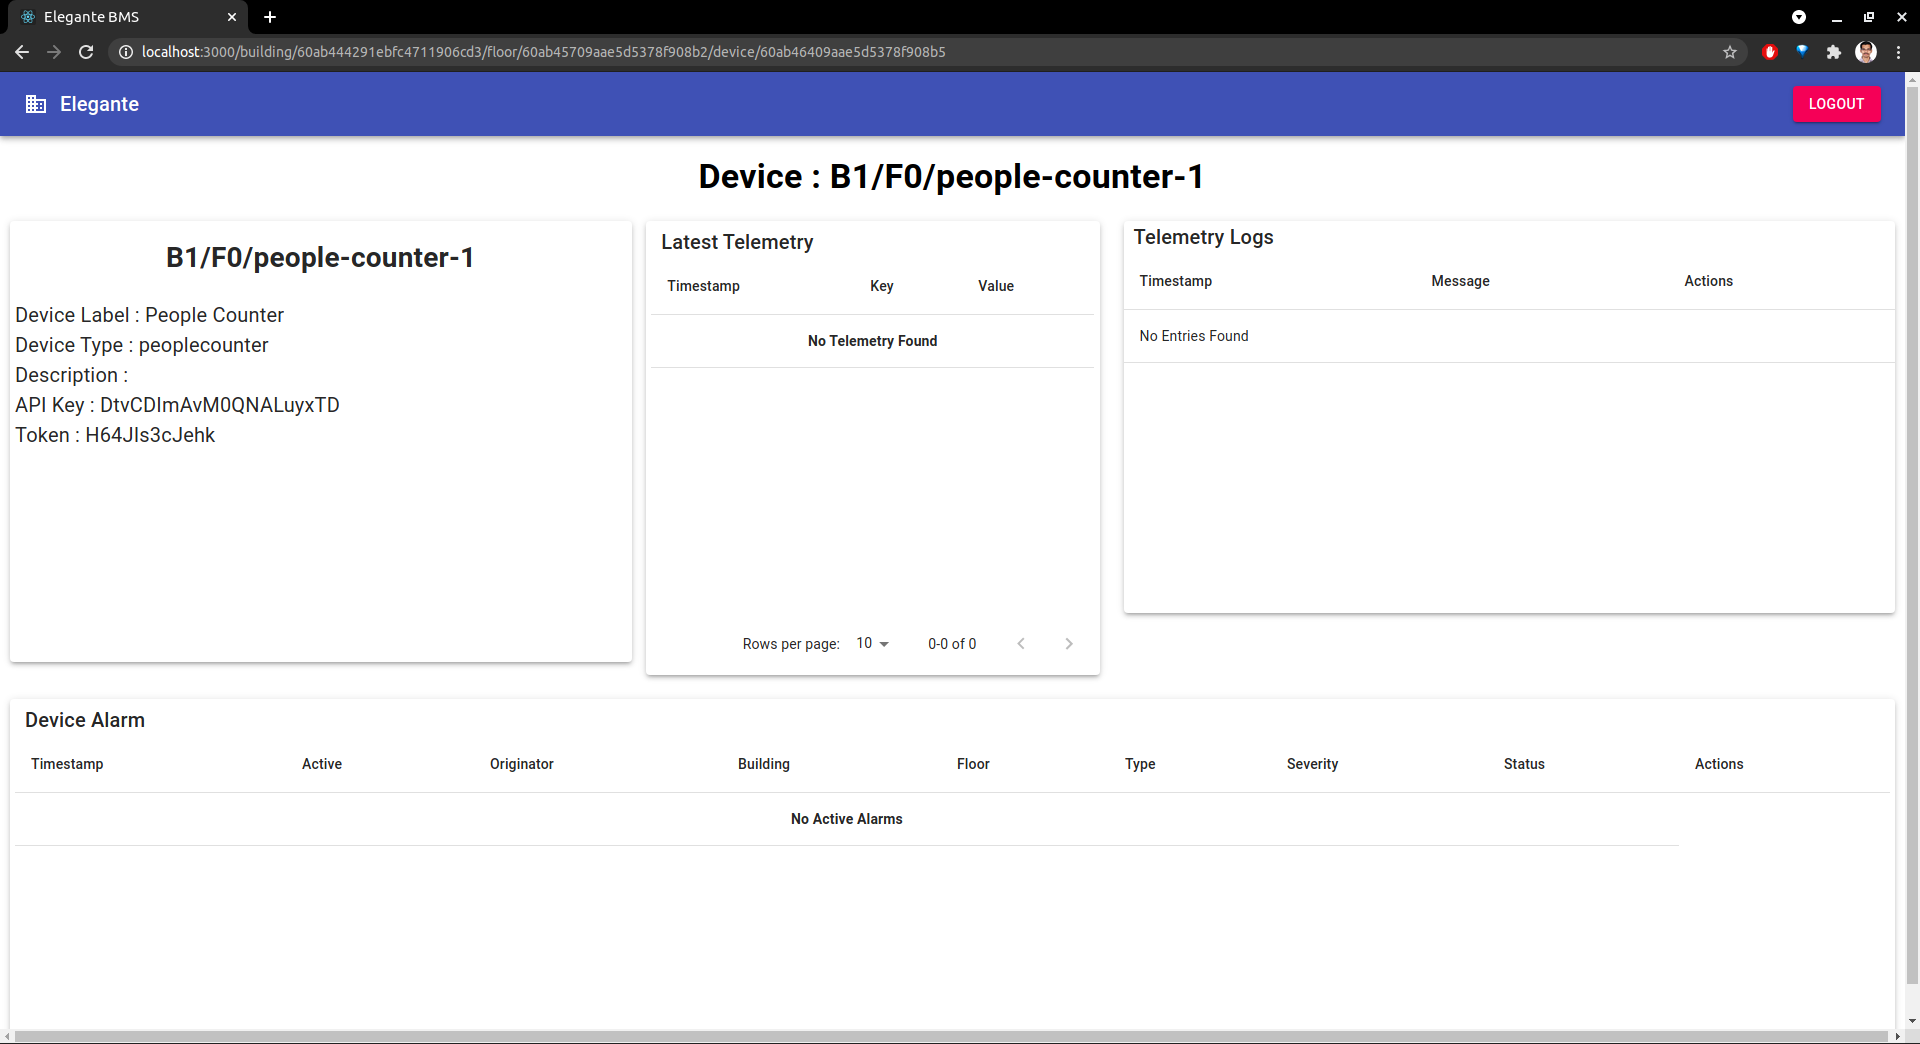 Elegante BMS
localhost:3000/building/60ab444291ebfc4711906cd3/floor/60ab45709aae5d5378f908b2/device/60ab46409aae5d5378f908b5
Elegante
LOGOUT
Device : B1/F0/people-counter-1
B1/F0/people-counter-1
Device Label : People Counter
Device Type : peoplecounter
Description :
API Key : DtvCDImAvM0QNALuyxTD
Token : H64JIs3cJehk
Latest Telemetry
Timestamp Key Value
No Telemetry Found
Rows per page: 10 0-0 of 0
Telemetry Logs
Timestamp Message Actions
No Entries Found
Device Alarm
Timestamp Active Originator Building Floor Type Severity Status Actions
No Active Alarms